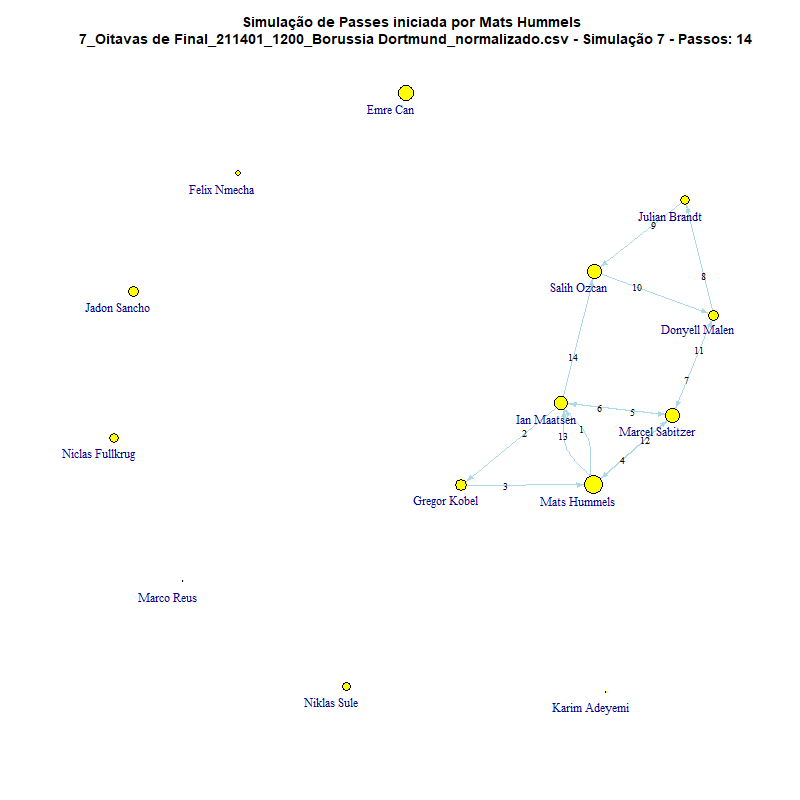 Simulação de Passes iniciada por Mats Hummels
7_Oitavas de Final_211401_1200_Borussia Dortmund_normalizado.csv - Simulação 7 - Passos: 14
Emre Can
Felix Nmecha
Julian Brandt
9
8
Salih Ozcan
10
Jadon Sancho
Donyell Malen
11
14
7
6
5
Ian Maatsen
Marcel Sabitzer
1
2
13
12
Niclas Fullkrug
4
3
Gregor Kobel
Mats Hummels
Marco Reus
Niklas Sule
Karim Adeyemi